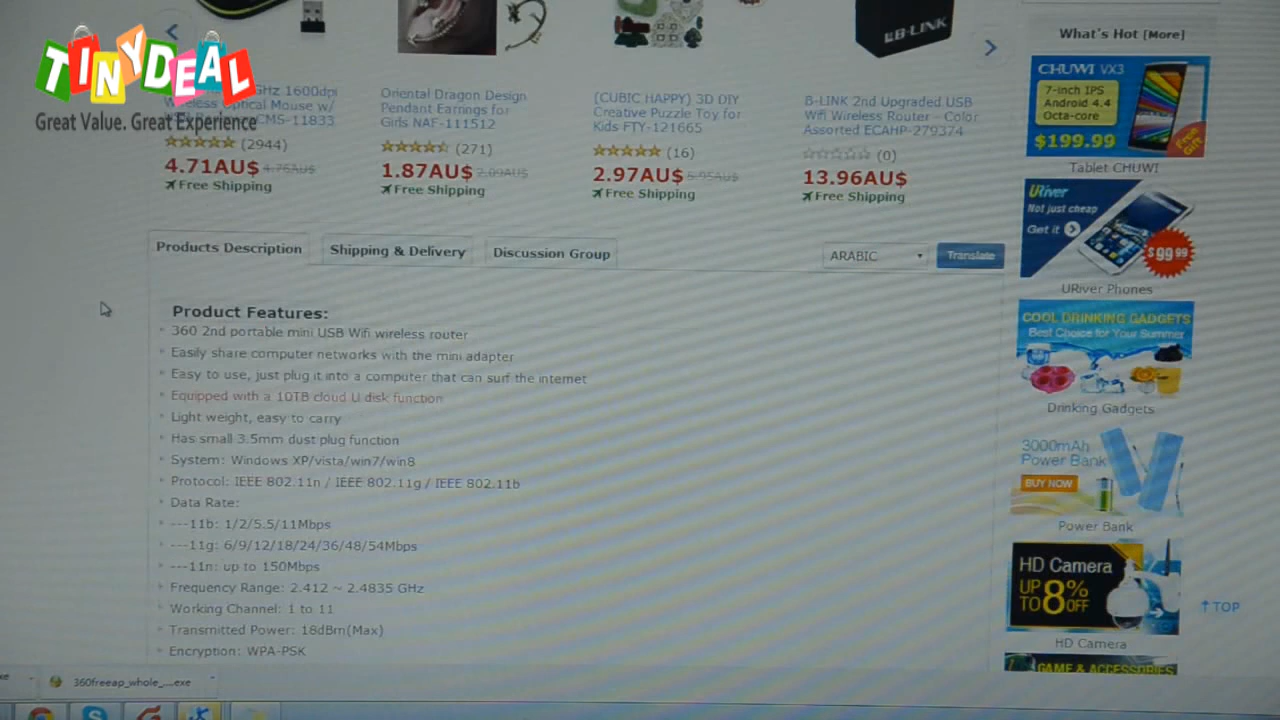 TINYDEAL
Great Value. Great Experience
GHz 1600dpi
Wireless Optical Mouse w/
CMS-11833
(2944)
4.71AU$ 4.76AU$
Free Shipping
Oriental Dragon Design
Pendant Earrings for
Girls NAF-111512
(271)
1.87AU$ 2.09AU$
Free Shipping
(CUBIC HAPPY) 3D DIY
Creative Puzzle Toy for
Kids FTY-121665
(16)
2.97AU$ 5.95AU$
Free Shipping
LB-LINK
B-LINK 2nd Upgraded USB
Wifi Wireless Router - Color
Assorted ECAHP-279374
(0)
13.96AU$
Free Shipping
Products Description
Shipping & Delivery
Discussion Group
ARABIC
Translate
Product Features:
360 2nd portable mini USB Wifi wireless router
Easily share computer networks with the mini adapter
Easy to use, just plug it into a computer that can surf the internet
Equipped with a 10TB cloud U disk function
Light weight, easy to carry
Has small 3.5mm dust plug function
System: Windows XP/vista/win7/win8
Protocol: IEEE 802.11n / IEEE 802.11g / IEEE 802.11b
Data Rate:
---11b: 1/2/5.5/11Mbps
---11g: 6/9/12/18/24/36/48/54Mbps
---11n: up to 150Mbps
Frequency Range: 2.412 ~ 2.4835 GHz
Working Channel: 1 to 11
Transmitted Power: 18dBm(Max)
Encryption: WPA-PSK
What's Hot [More]
CHUWI VX3
7-inch IPS
Android 4.4
Octa-core
$199.99
Free Gift
Tablet CHUWI
URiver
Not just cheap
Get it
$99.99
URiver Phones
COOL DRINKING GADGETS
Best Choice for Your Summer
Drinking Gadgets
3000mAh
Power Bank
BUY NOW
Power Bank
HD Camera
UP TO 8% OFF
HD Camera
↑ TOP
GAME & ACCESSORIES
360freeap_whole_....exe